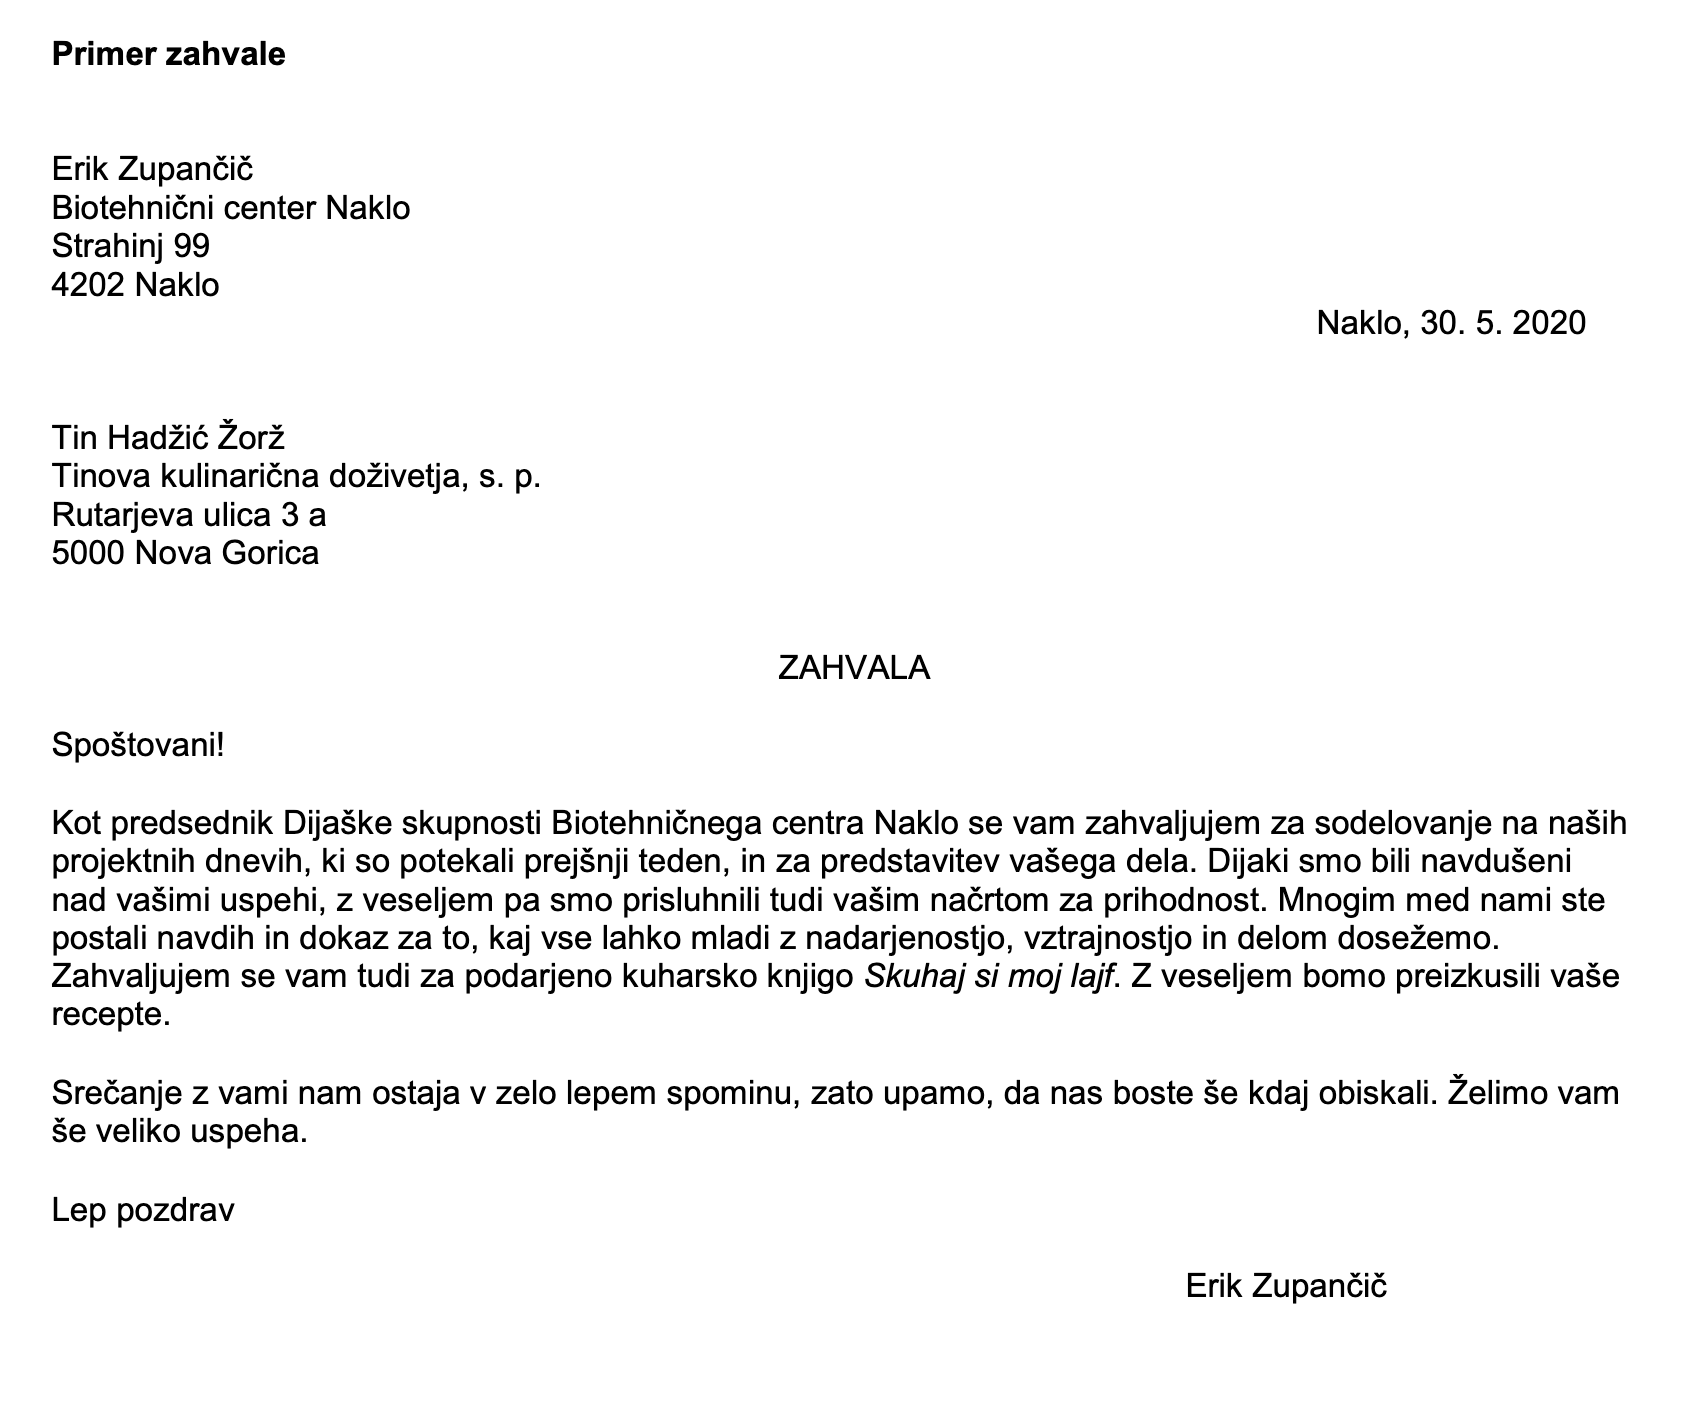 Primer zahvale
Erik Zupančič
Biotehnični center Naklo
Strahinj 99
4202 Naklo
Naklo, 30. 5. 2020
Tin Hadžić Žorž
Tinova kulinarična doživetja, s. p.
Rutarjeva ulica 3 a
5000 Nova Gorica
ZAHVALA
Spoštovani!
Kot predsednik Dijaške skupnosti Biotehničnega centra Naklo se vam zahvaljujem za sodelovanje na naših
projektnih dnevih, ki so potekali prejšnji teden, in za predstavitev vašega dela. Dijaki smo bili navdušeni
nad vašimi uspehi, z veseljem pa smo prisluhnili tudi vašim načrtom za prihodnost. Mnogim med nami ste
postali navdih in dokaz za to, kaj vse lahko mladi z nadarjenostjo, vztrajnostjo in delom dosežemo.
Zahvaljujem se vam tudi za podarjeno kuharsko knjigo Skuhaj si moj lajf. Z veseljem bomo preizkusili vaše
recepte.
Srečanje z vami nam ostaja v zelo lepem spominu, zato upamo, da nas boste še kdaj obiskali. Želimo vam
še veliko uspeha.
Lep pozdrav
Erik Zupančič